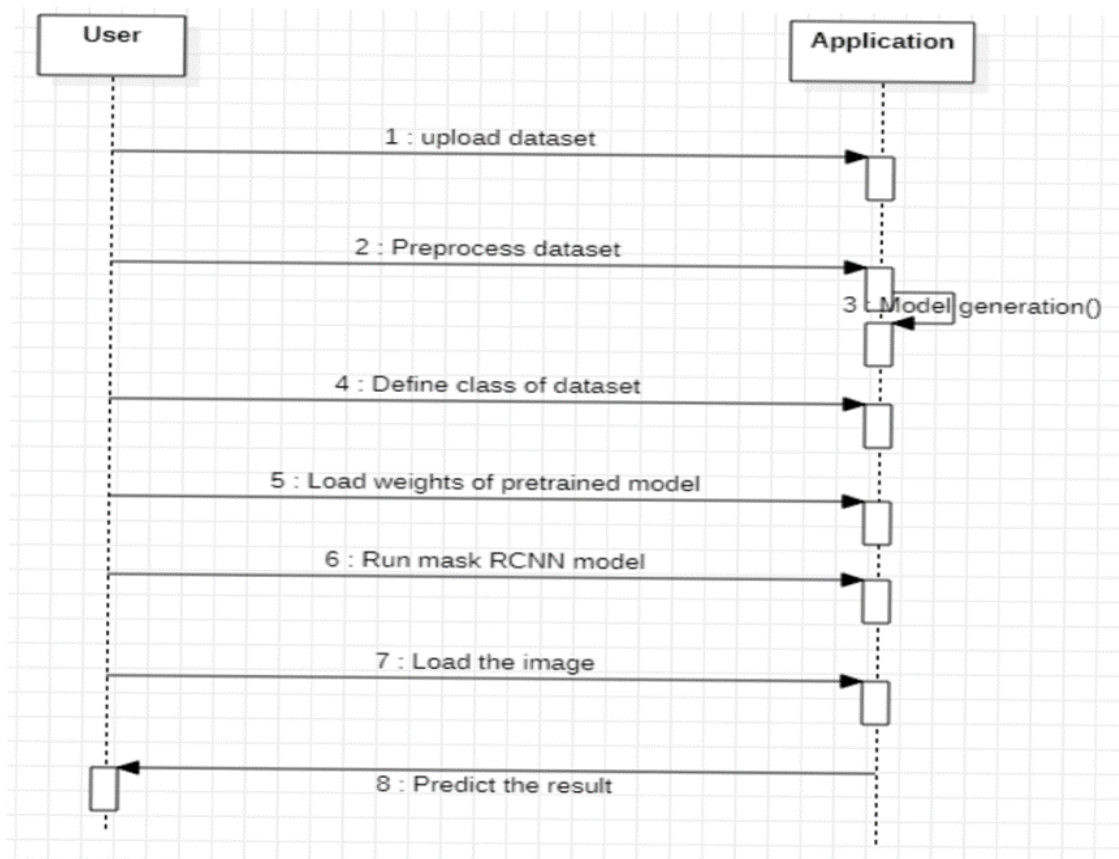 User
Application
1 : upload dataset
2 : Preprocess dataset
3 : Model generation()
4 : Define class of dataset
5 : Load weights of pretrained model
6 : Run mask RCNN model
7 : Load the image
8 : Predict the result